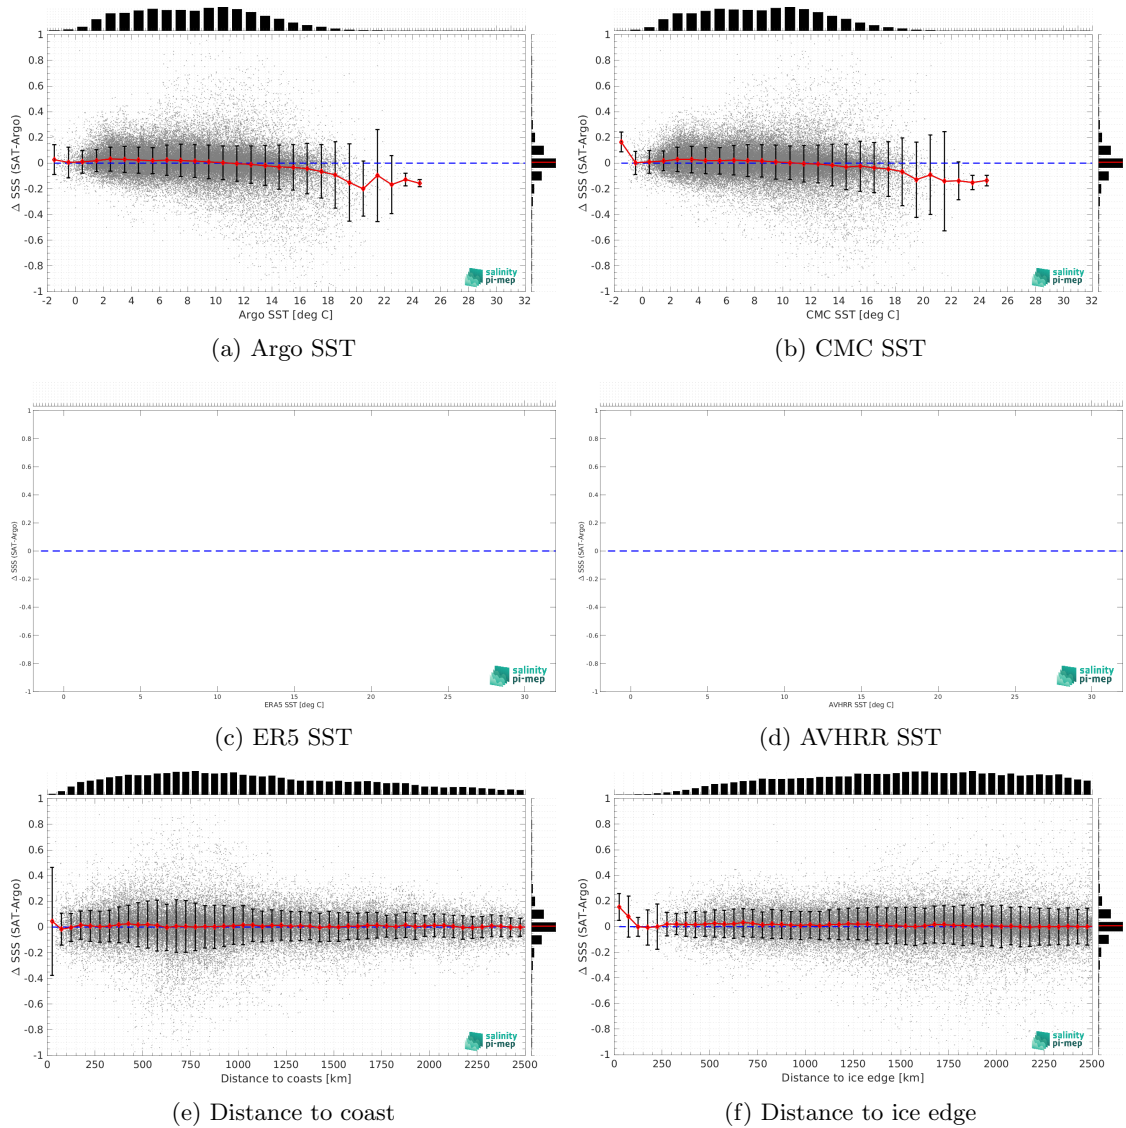 1
0.8
0.6
0.4
0.2
0
-0.2
-0.4
-0.6
-0.8
-1
Δ SSS (SAT-Argo)
-2 0 2 4 6 8 10 12 14 16 18 20 22 24 26 28 30 32
Argo SST [deg C]
salinity
pi-mep
(a) Argo SST
1
0.8
0.6
0.4
0.2
0
-0.2
-0.4
-0.6
-0.8
-1
Δ SSS (SAT-Argo)
-2 0 2 4 6 8 10 12 14 16 18 20 22 24 26 28 30 32
CMC SST [deg C]
salinity
pi-mep
(b) CMC SST
1
0.8
0.6
0.4
0.2
0
-0.2
-0.4
-0.6
-0.8
-1
Δ SSS (SAT-Argo)
0 5 10 15 20 25 30
ERA5 SST [deg C]
salinity
pi-mep
(c) ER5 SST
1
0.8
0.6
0.4
0.2
0
-0.2
-0.4
-0.6
-0.8
-1
Δ SSS (SAT-Argo)
0 5 10 15 20 25 30
AVHRR SST [deg C]
salinity
pi-mep
(d) AVHRR SST
1
0.8
0.6
0.4
0.2
0
-0.2
-0.4
-0.6
-0.8
-1
Δ SSS (SAT-Argo)
0 250 500 750 1000 1250 1500 1750 2000 2250 2500
Distance to coasts [km]
salinity
pi-mep
(e) Distance to coast
1
0.8
0.6
0.4
0.2
0
-0.2
-0.4
-0.6
-0.8
-1
Δ SSS (SAT-Argo)
0 250 500 750 1000 1250 1500 1750 2000 2250 2500
Distance to ice edge [km]
salinity
pi-mep
(f) Distance to ice edge